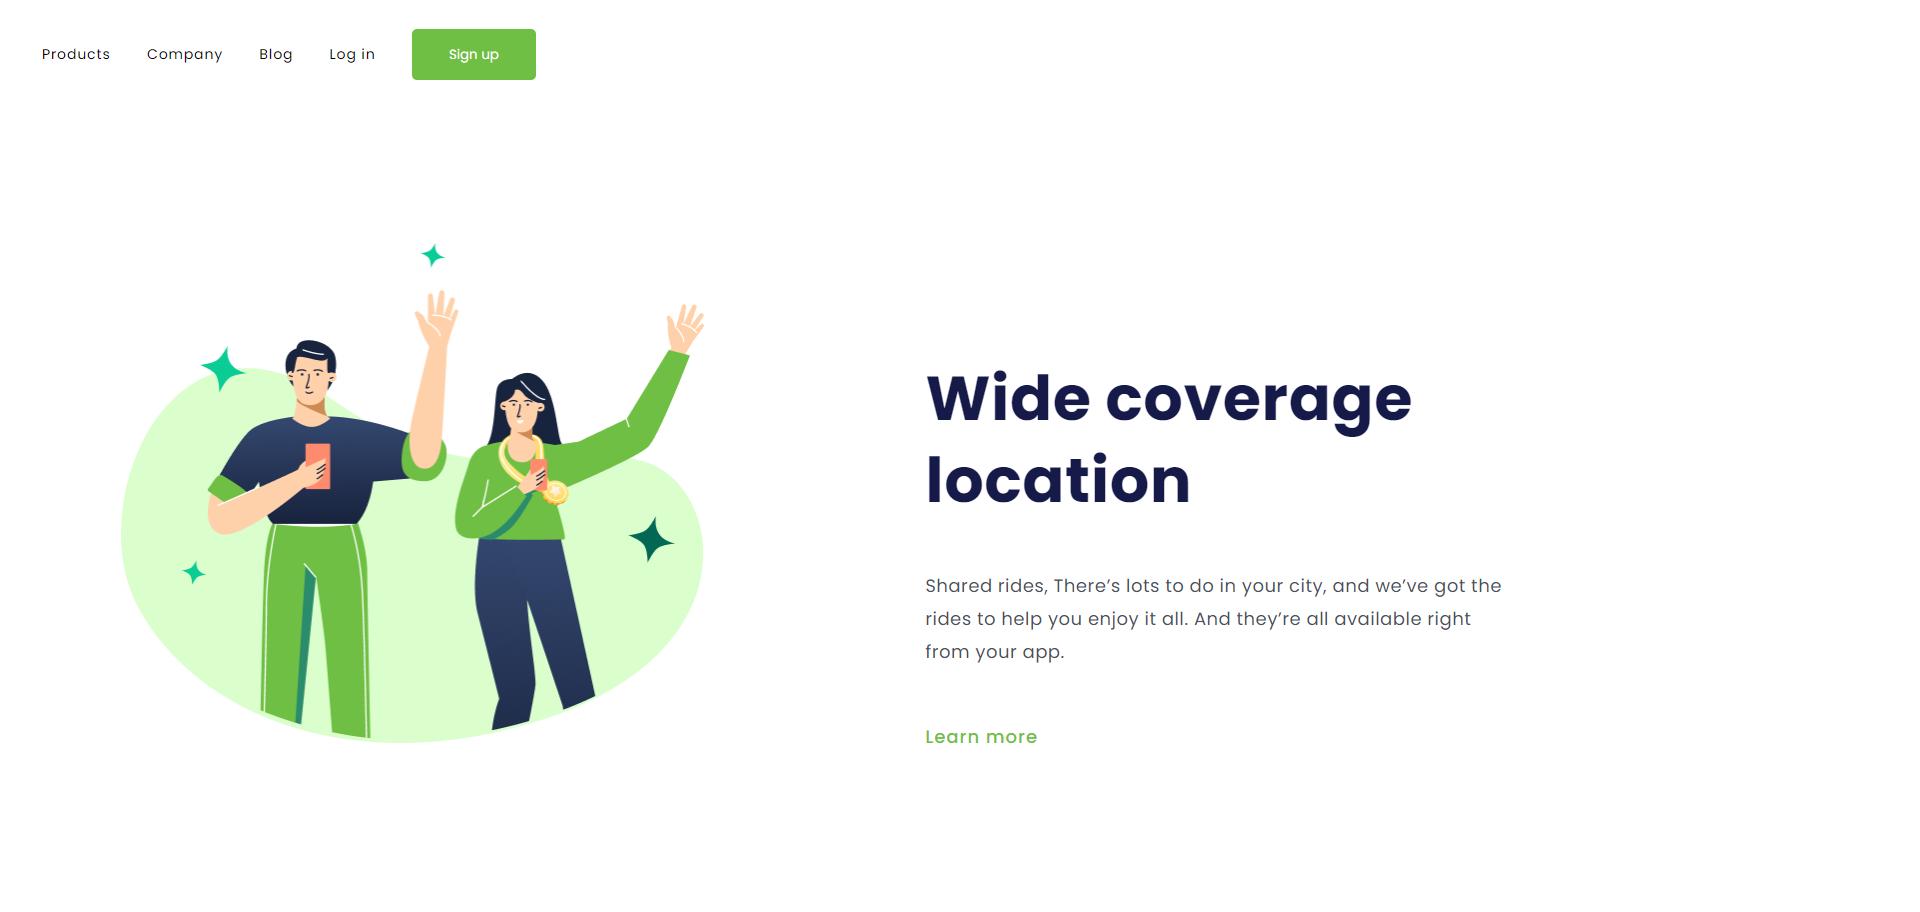 Products Company Blog Log in Sign up
Wide coverage
location
Shared rides, There’s lots to do in your city, and we’ve got the
rides to help you enjoy it all. And they’re all available right
from your app.
Learn more